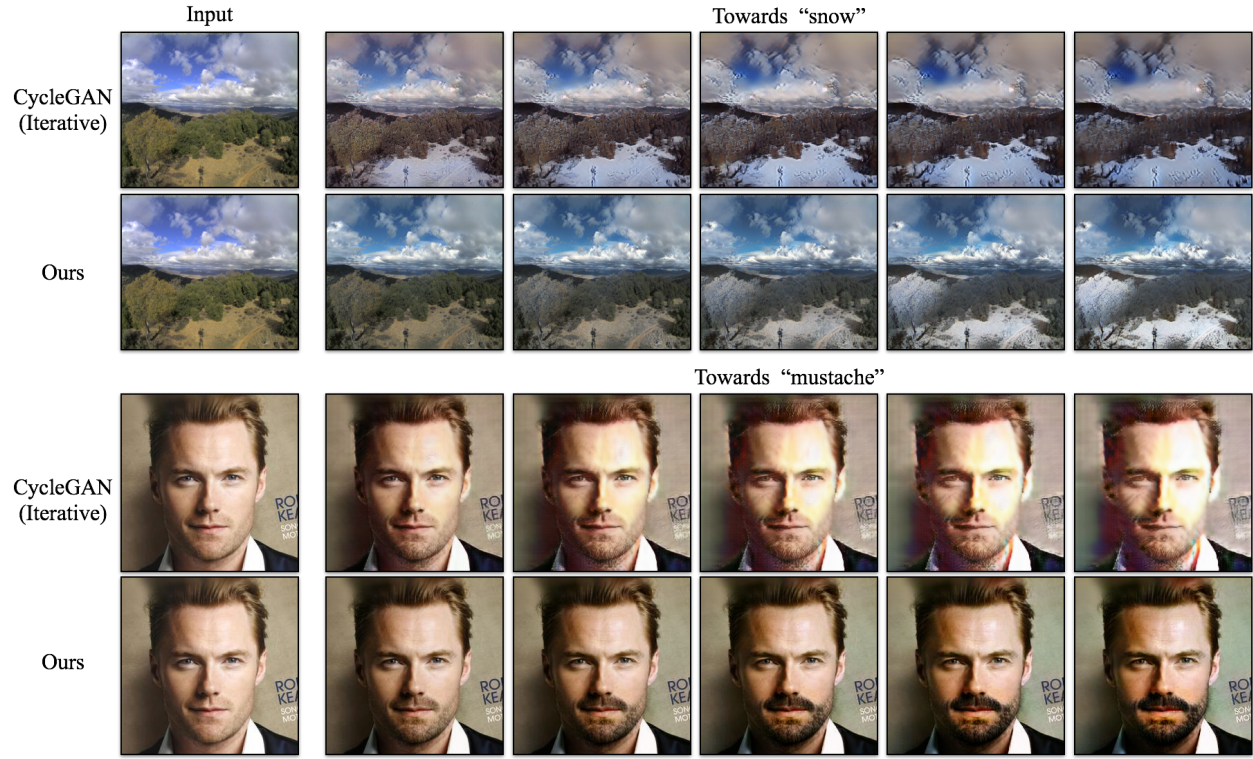 Input
Towards “snow”
CycleGAN
(Iterative)
Ours
Towards “mustache”
CycleGAN
(Iterative)
Ours